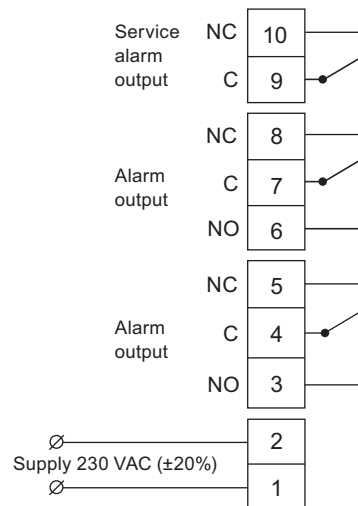 Service alarm output
NC 10
C 9
Alarm output
NC 8
C 7
NO 6
Alarm output
NC 5
C 4
NO 3
2
Supply 230 VAC (±20%)
1